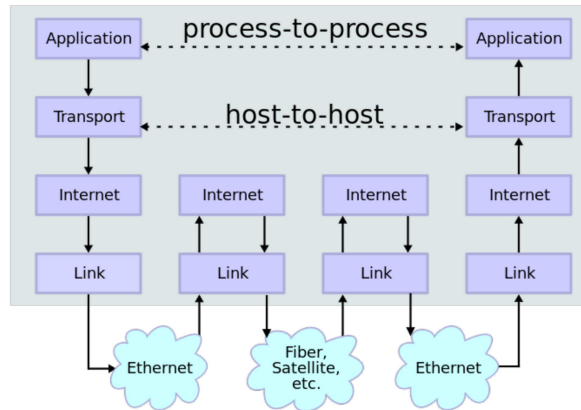 Application
process-to-process
Application
Transport
host-to-host
Transport
Internet
Internet
Internet
Internet
Link
Link
Link
Link
Ethernet
Fiber,
Satellite,
etc.
Ethernet